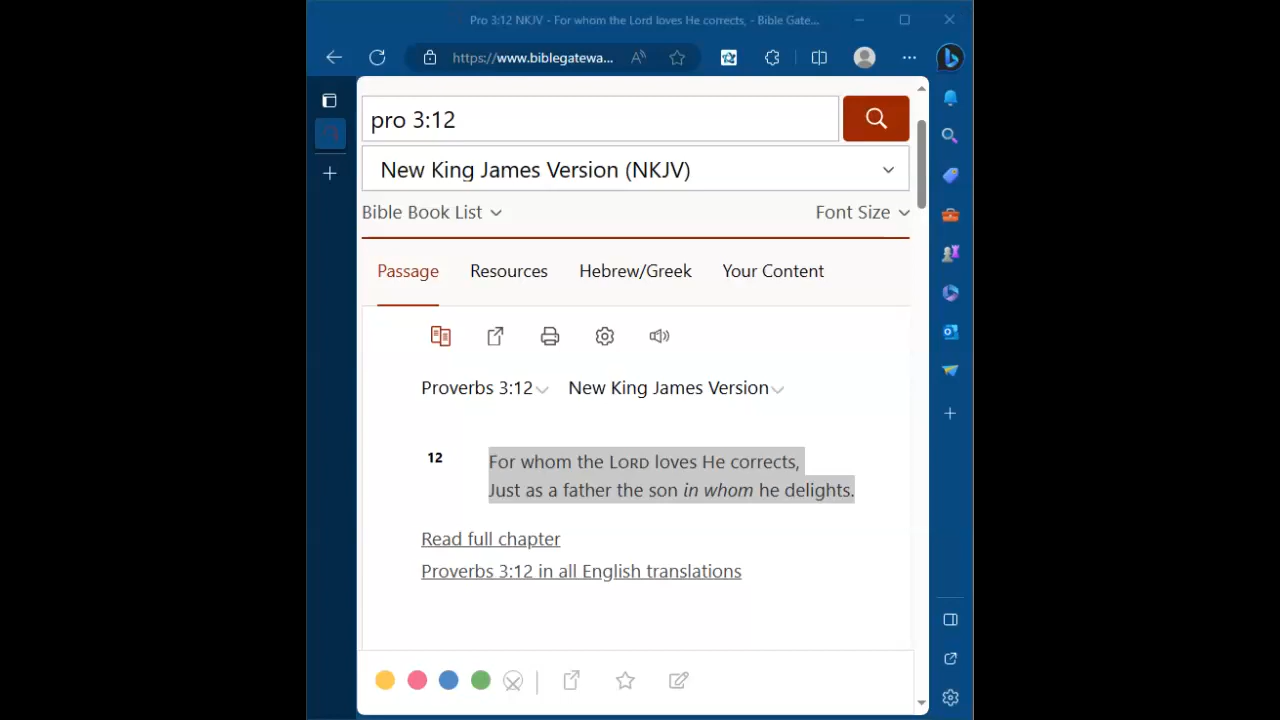 Pro 3:12 NKJV - For whom the Lord loves He corrects, - Bible Gate...
https://www.biblegatewa...
pro 3:12
New King James Version (NKJV)
Bible Book List
Font Size
Passage
Resources
Hebrew/Greek
Your Content
Proverbs 3:12
New King James Version
12
For whom the LORD loves He corrects,
Just as a father the son in whom he delights.
Read full chapter
Proverbs 3:12 in all English translations